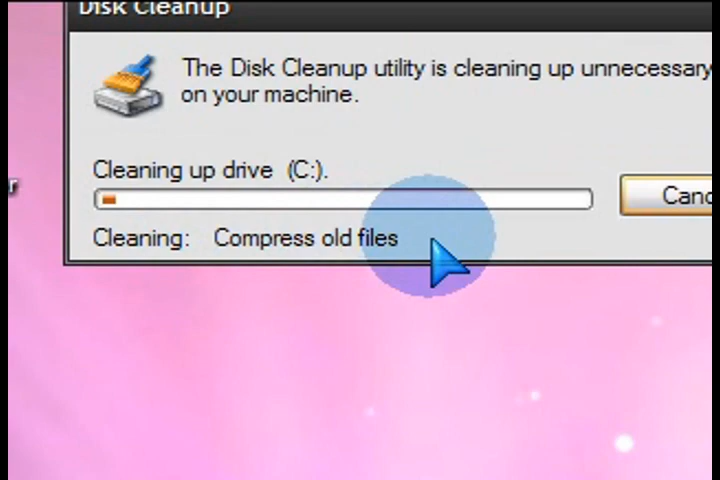 Disk Cleanup
The Disk Cleanup utility is cleaning up unnecessary
on your machine.
Cleaning up drive (C:).
Canc
Cleaning: Compress old files
r